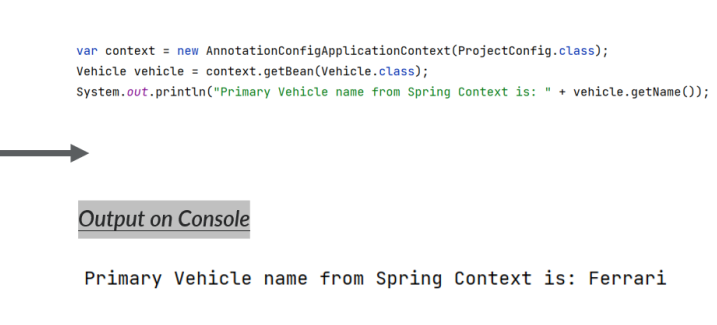 var context = new AnnotationConfigApplicationContext(ProjectConfig.class);
Vehicle vehicle = context.getBean(Vehicle.class);
System.out.println("Primary Vehicle name from Spring Context is: " + vehicle.getName());
Output on Console
Primary Vehicle name from Spring Context is: Ferrari